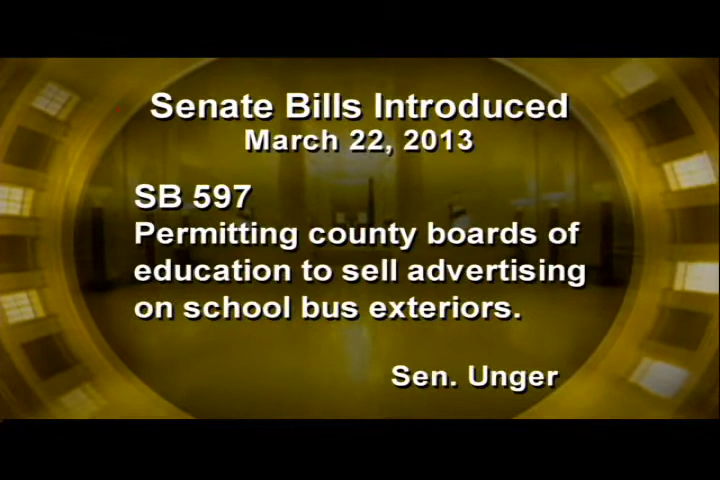 Senate Bills Introduced
March 22, 2013
SB 597
Permitting county boards of
education to sell advertising
on school bus exteriors.
Sen. Unger